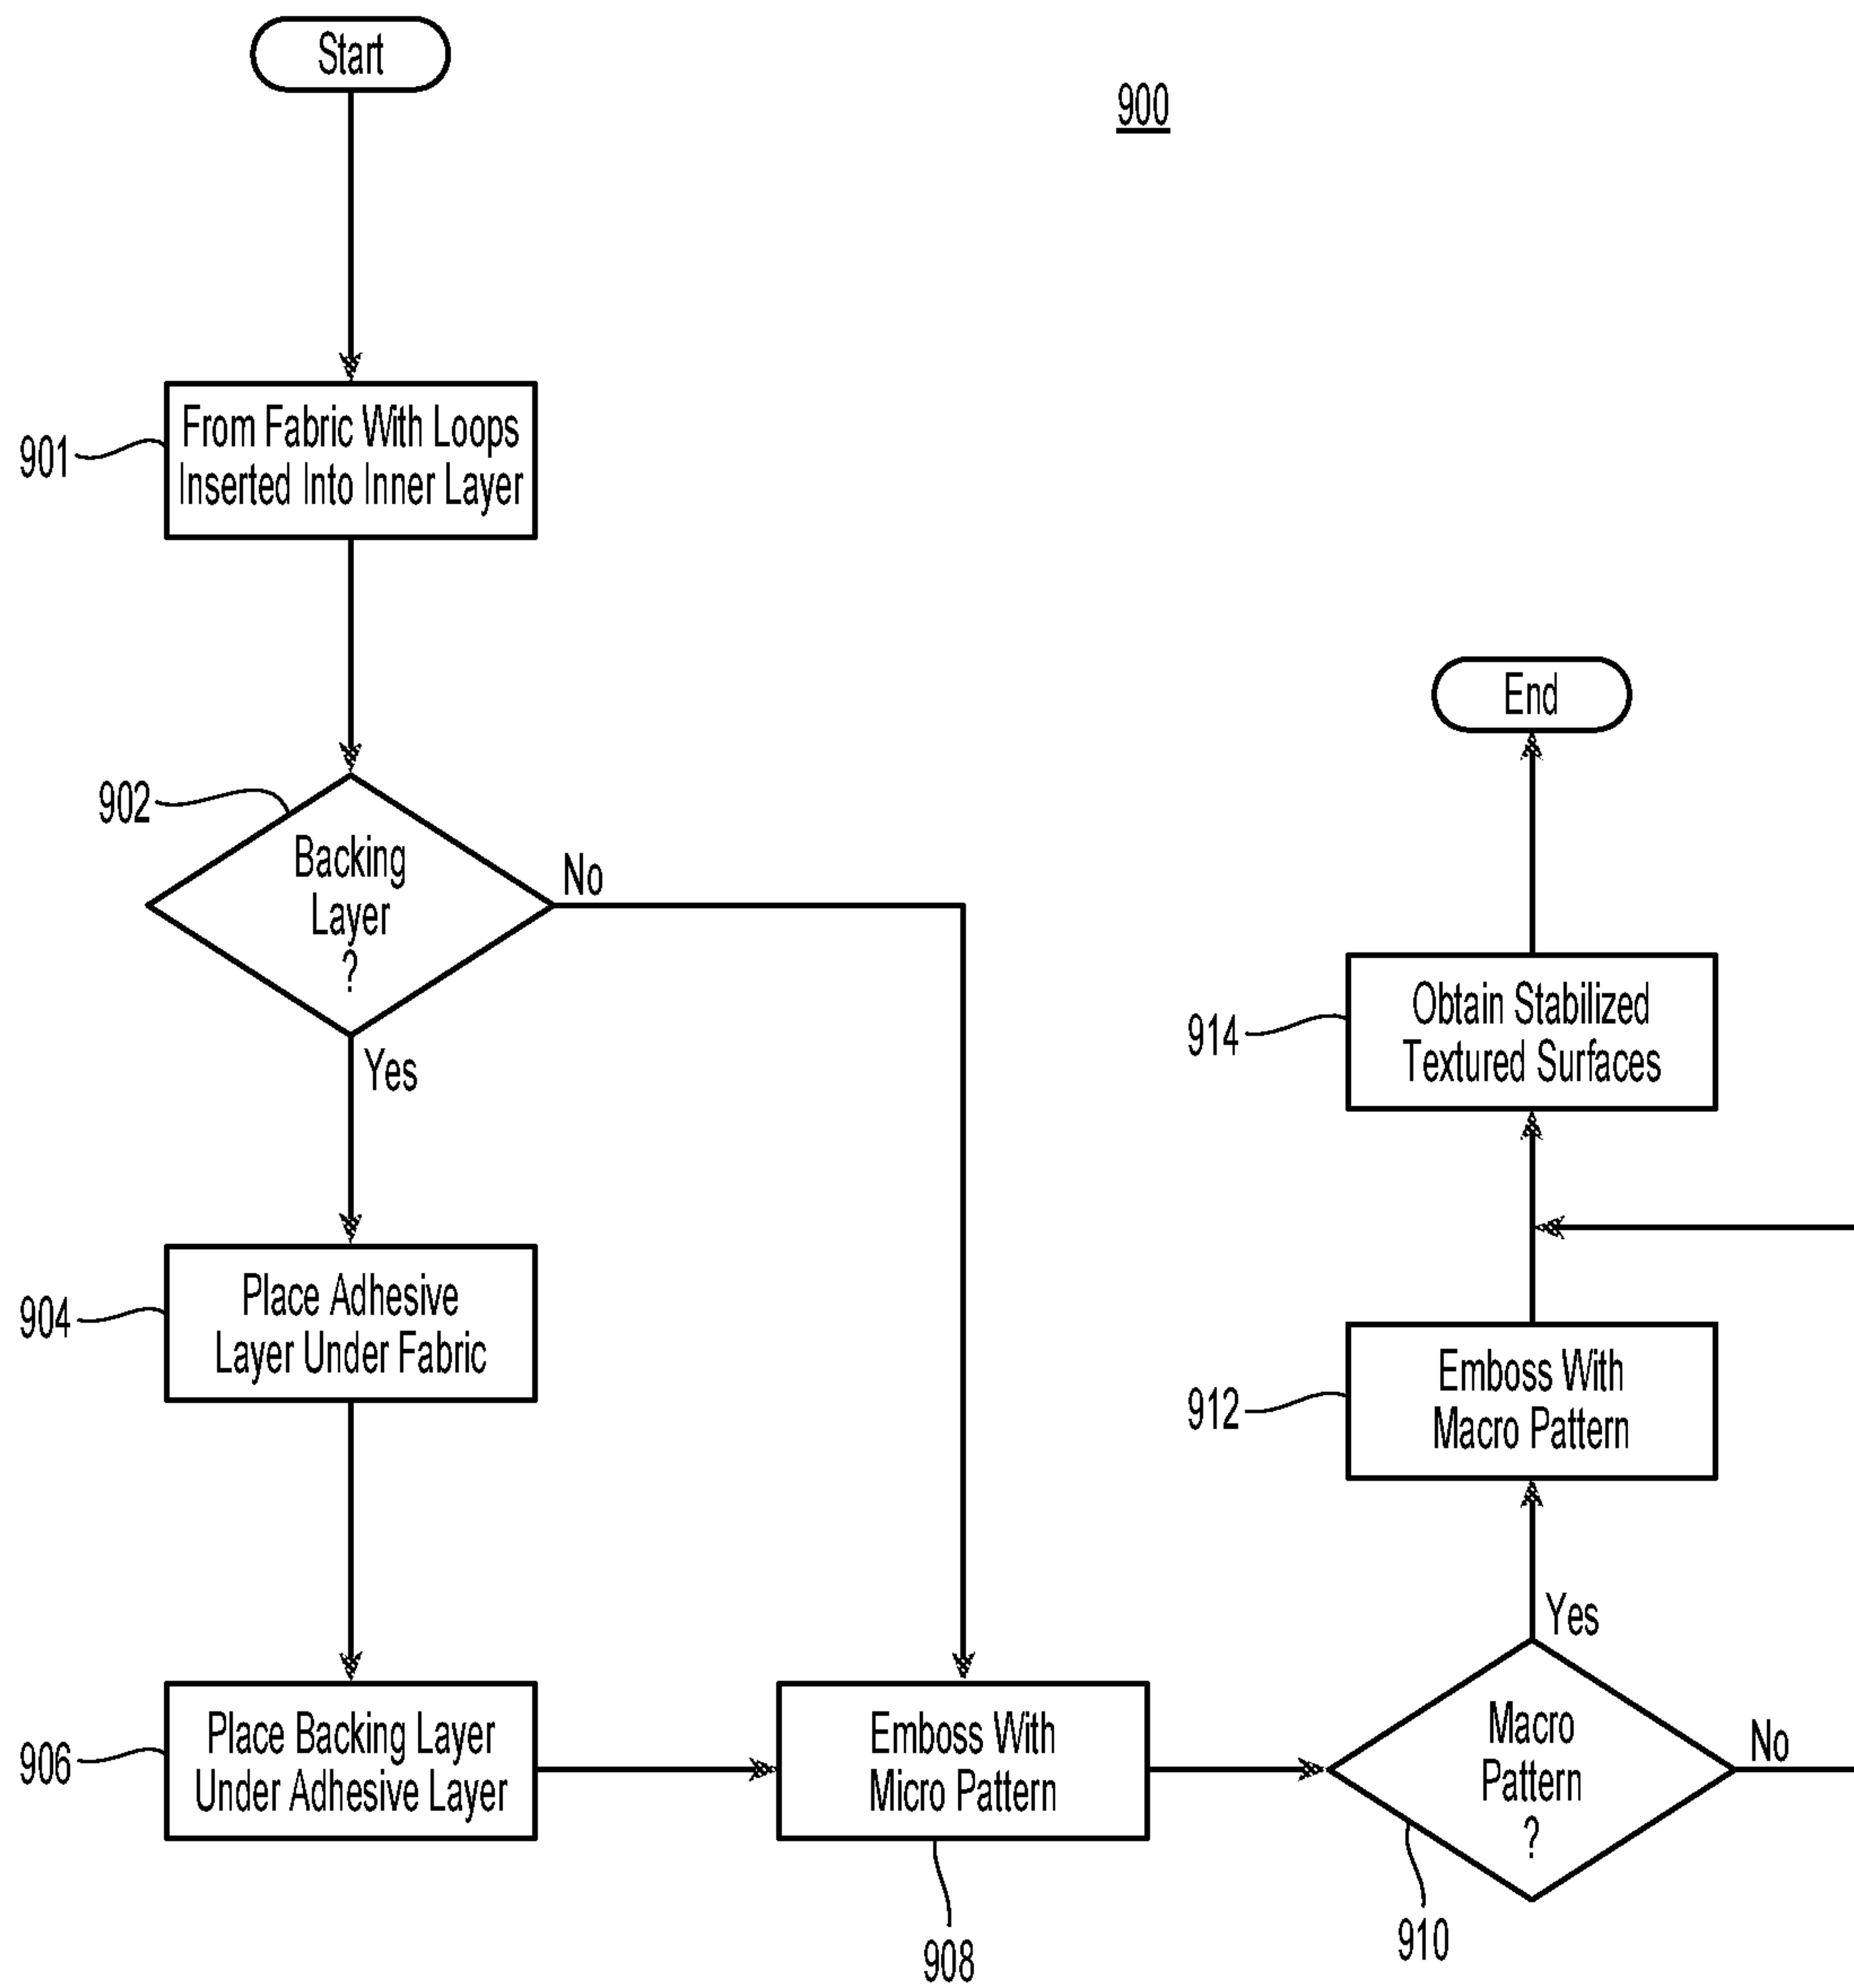 Start
900
901
From Fabric With Loops
Inserted Into Inner Layer
902
Backing
Layer
?
No
Yes
904
Place Adhesive
Layer Under Fabric
906
Place Backing Layer
Under Adhesive Layer
Emboss With
Micro Pattern
908
Macro
Pattern
?
910
No
Yes
912
Emboss With
Macro Pattern
914
Obtain Stabilized
Textured Surfaces
End